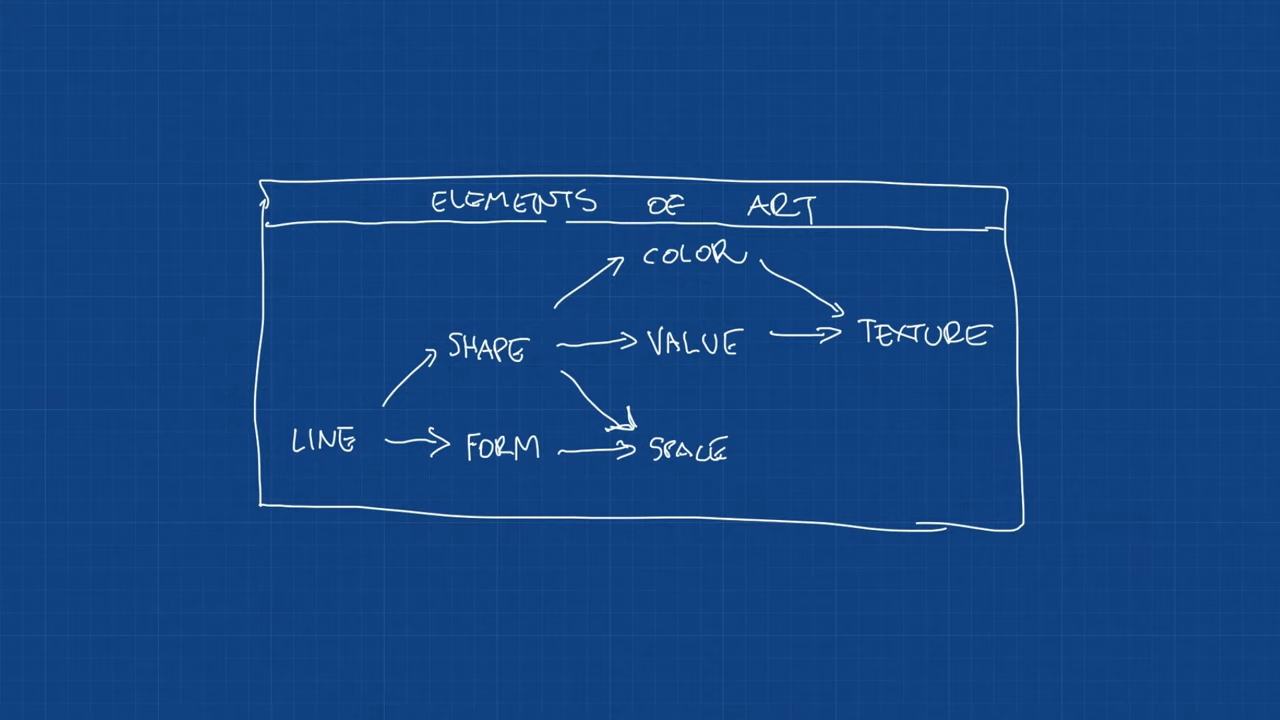 ELEMENTS OF ART
COLOR
SHAPE VALUE TEXTURE
LINE FORM SPACE